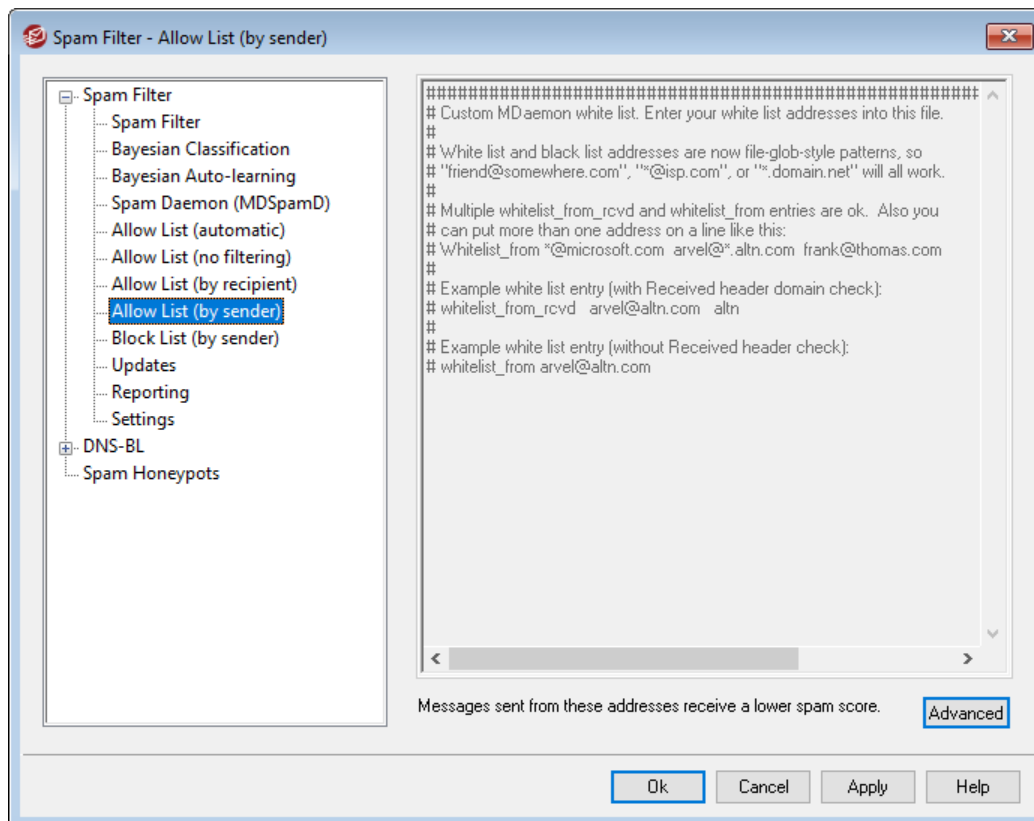 Spam Filter - Allow List (by sender)
Spam Filter
Spam Filter
Bayesian Classification
Bayesian Auto-learning
Spam Daemon (MDSpamD)
Allow List (automatic)
Allow List (no filtering)
Allow List (by recipient)
Allow List (by sender)
Block List (by sender)
Updates
Reporting
Settings
DNS-BL
Spam Honeypots
###############################################################
# Custom MDaemon white list. Enter your white list addresses into this file.
#
# White list and black list addresses are now file-glob-style patterns, so
# "friend@somewhere.com", "*@isp.com", or "*.domain.net" will all work.
#
# Multiple whitelist_from_rcvd and whitelist_from entries are ok.  Also you
# can put more than one address on a line like this:
# Whitelist_from *@microsoft.com  arvel@*.altn.com  frank@thomas.com
#
# Example white list entry (with Received header domain check):
# whitelist_from_rcvd   arvel@altn.com   altn
#
# Example white list entry (without Received header check):
# whitelist_from arvel@altn.com
Messages sent from these addresses receive a lower spam score.
Advanced
Ok
Cancel
Apply
Help